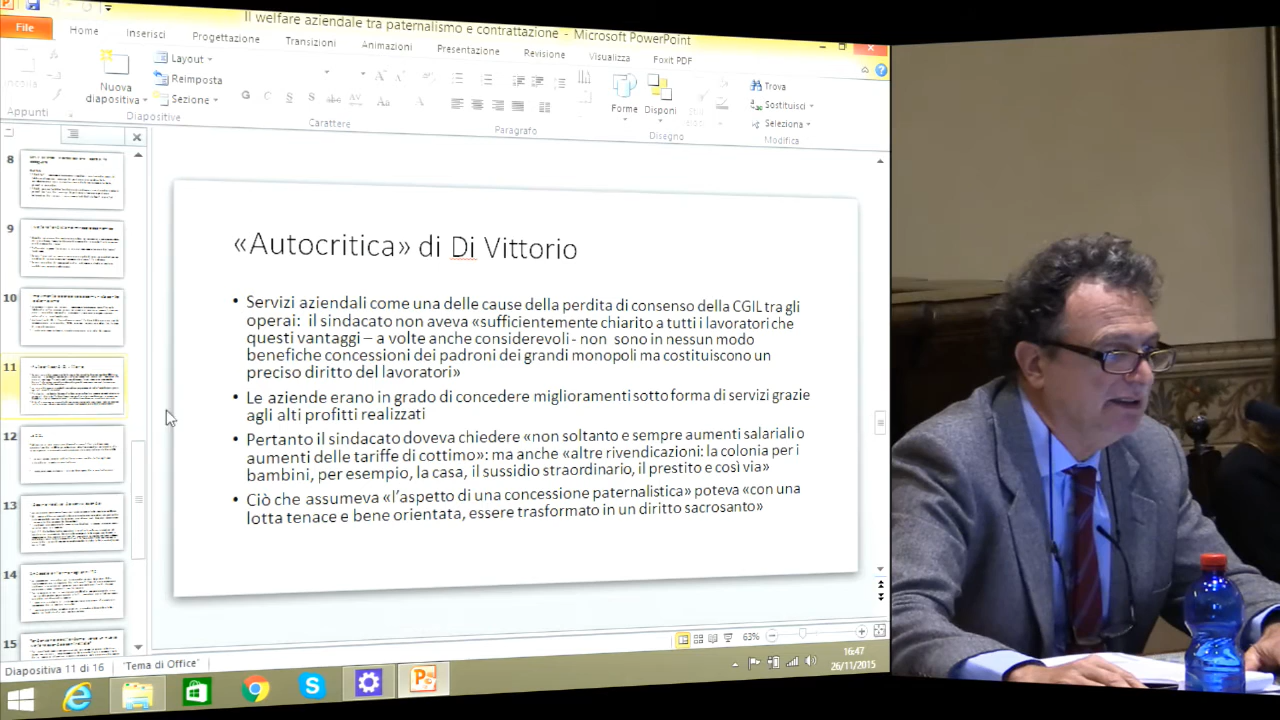 Il welfare aziendale tra paternalismo e contrattazione - Microsoft PowerPoint
File
Home
Inserisci
Progettazione
Transizioni
Animazioni
Presentazione
Revisione
Visualizza
Foxit PDF
Nuova
diapositiva
Layout
Reimposta
Sezione
Forme
Disponi
Trova
Sostituisci
Seleziona
Appunti
Diapositive
Carattere
Paragrafo
Disegno
Modifica
8
9
10
11
12
13
14
15
«Autocritica» di Di Vittorio
• Servizi aziendali come una delle cause della perdita di consenso della CGIL tra gli
operai: il sindacato non aveva «sufficientemente chiarito a tutti i lavoratori che
questi vantaggi – a volte anche considerevoli - non sono in nessun modo
benefiche concessioni dei padroni dei grandi monopoli ma costituiscono un
preciso diritto del lavoratori»
• Le aziende erano in grado di concedere miglioramenti sotto forma di servizi grazie
agli alti profitti realizzati
• Pertanto il sindacato doveva chiedere «non soltanto e sempre aumenti salariali o
aumenti delle tariffe di cottimo»: ma anche «altre rivendicazioni: la colonia per i
bambini, per esempio, la casa, il sussidio straordinario, il prestito e così via»
• Ciò che assumeva «l'aspetto di una concessione paternalistica» poteva «con una
lotta tenace e bene orientata, essere trasformato in un diritto sacrosanto»
Diapositiva 11 di 16
"Tema di Office"
63%
16:47
26/11/2015